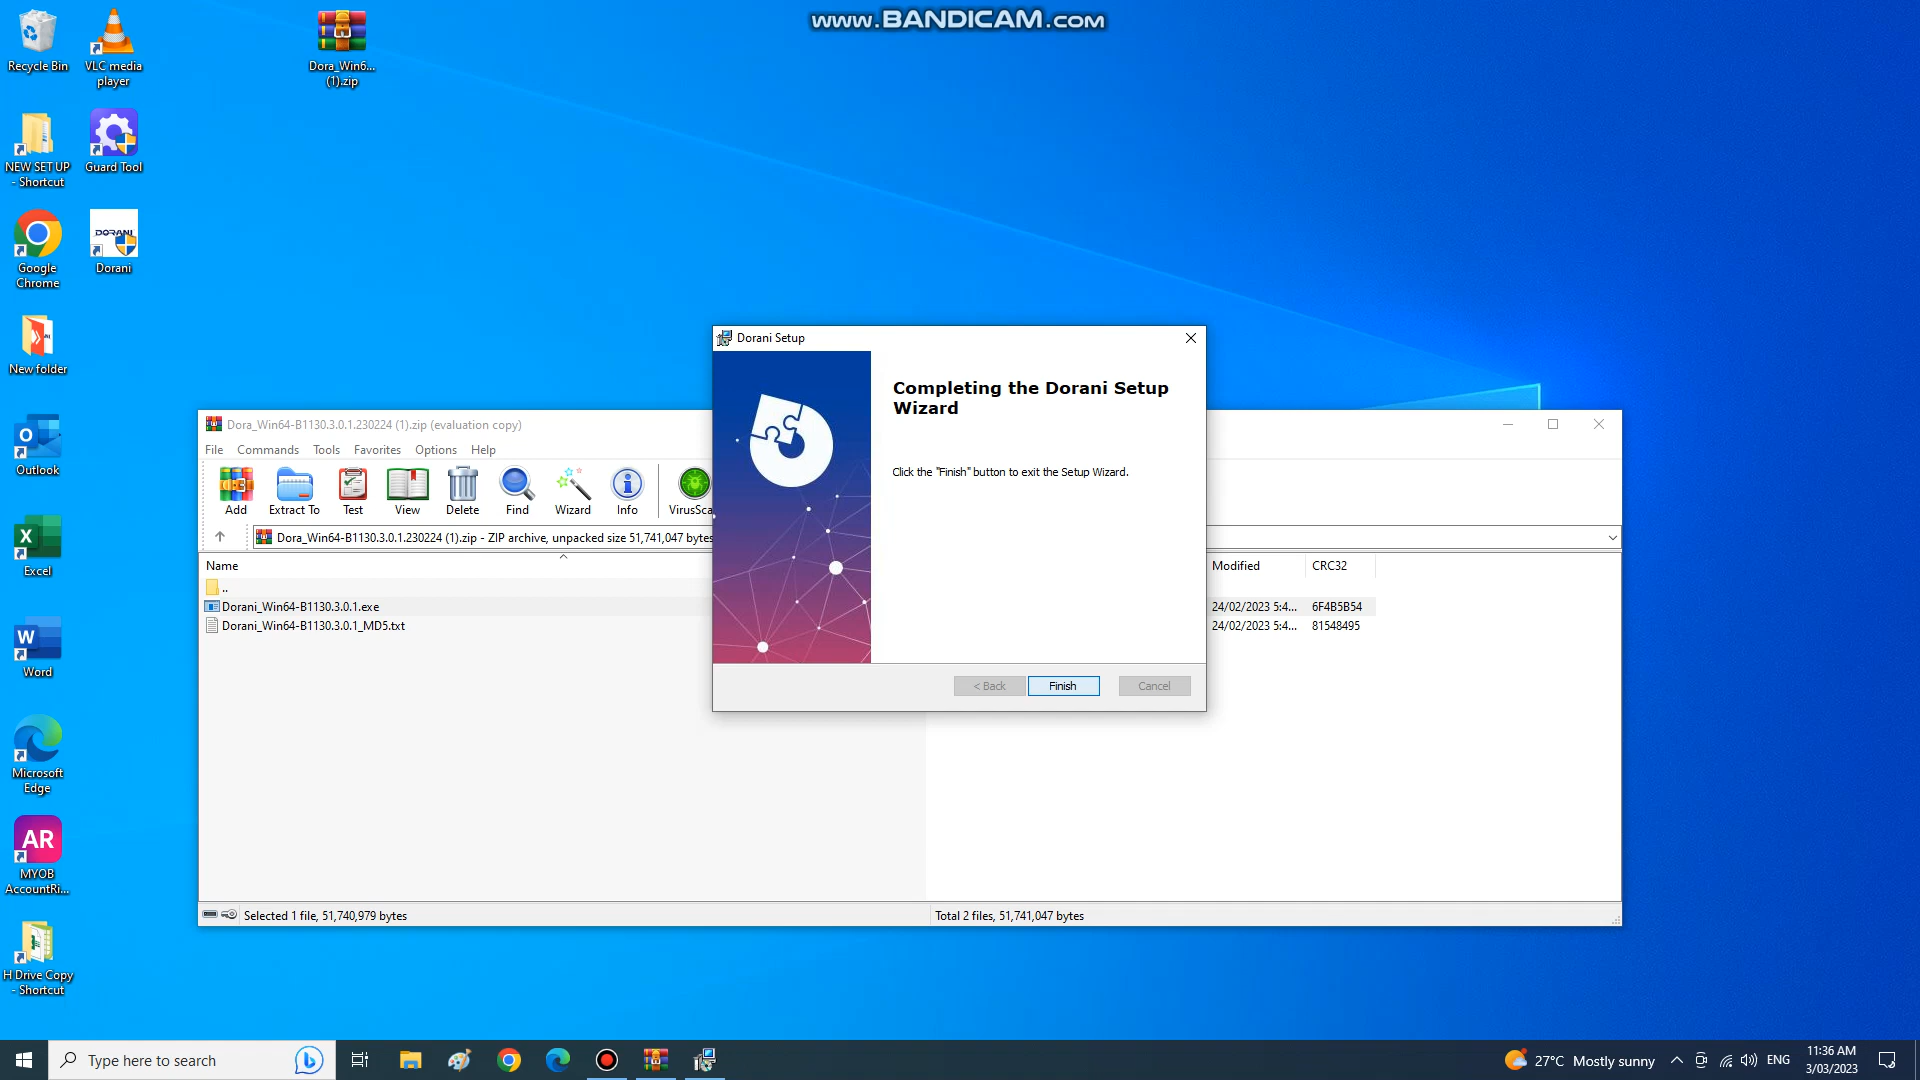 www.BANDICAM.com
Recycle Bin
VLC media
player
Dora_Win6...
(1).zip
NEW SET UP
- Shortcut
Guard Tool
Google
Chrome
DORANI
Dorani
New folder
Outlook
Excel
Word
Microsoft
Edge
AR
MYOB
AccountRi...
H Drive Copy
- Shortcut
Dora_Win64-B1130.3.0.1.230224 (1).zip (evaluation copy)
File Commands Tools Favorites Options Help
Add Extract To Test View Delete Find Wizard Info VirusSca
Dora_Win64-B1130.3.0.1.230224 (1).zip - ZIP archive, unpacked size 51,741,047 bytes
Name Modified CRC32
..
Dorani_Win64-B1130.3.0.1.exe 24/02/2023 5:4... 6F4B5B54
Dorani_Win64-B1130.3.0.1_MD5.txt 24/02/2023 5:4... 81548495
Selected 1 file, 51,740,979 bytes
Total 2 files, 51,741,047 bytes
Dorani Setup
Completing the Dorani Setup
Wizard
Click the "Finish" button to exit the Setup Wizard.
< Back Finish Cancel
Type here to search
27°C Mostly sunny
ENG
11:36 AM
3/03/2023